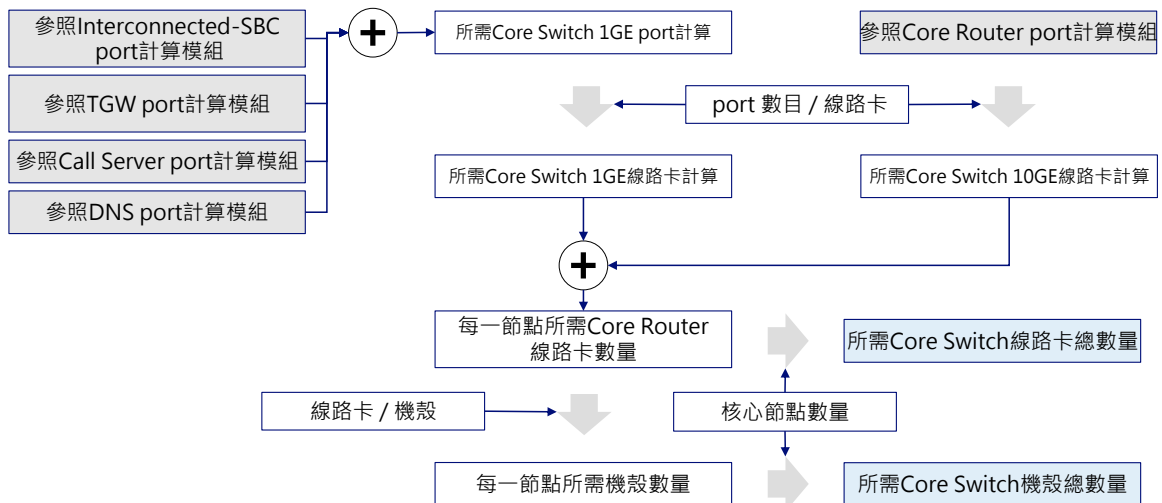 參照Interconnected-SBC
port計算模組
所需Core Switch 1GE port計算
參照Core Router port計算模組
參照TGW port計算模組
port 數目 / 線路卡
參照Call Server port計算模組
所需Core Switch 1GE線路卡計算
所需Core Switch 10GE線路卡計算
參照DNS port計算模組
每一節點所需Core Router
線路卡數量
所需Core Switch線路卡總數量
線路卡 / 機殼
核心節點數量
每一節點所需機殼數量
所需Core Switch機殼總數量